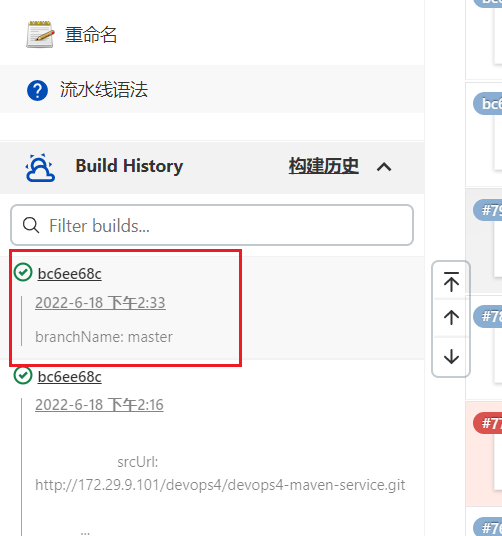 重命名
流水线语法
Build History 构建历史
Filter builds...
bc6ee68c
2022-6-18 下午2:33
branchName: master
bc6ee68c
2022-6-18 下午2:16
srcUrl:
http://172.29.9.101/devops4/devops4-maven-service.git
...
bc6
#79
#78
#77
#76